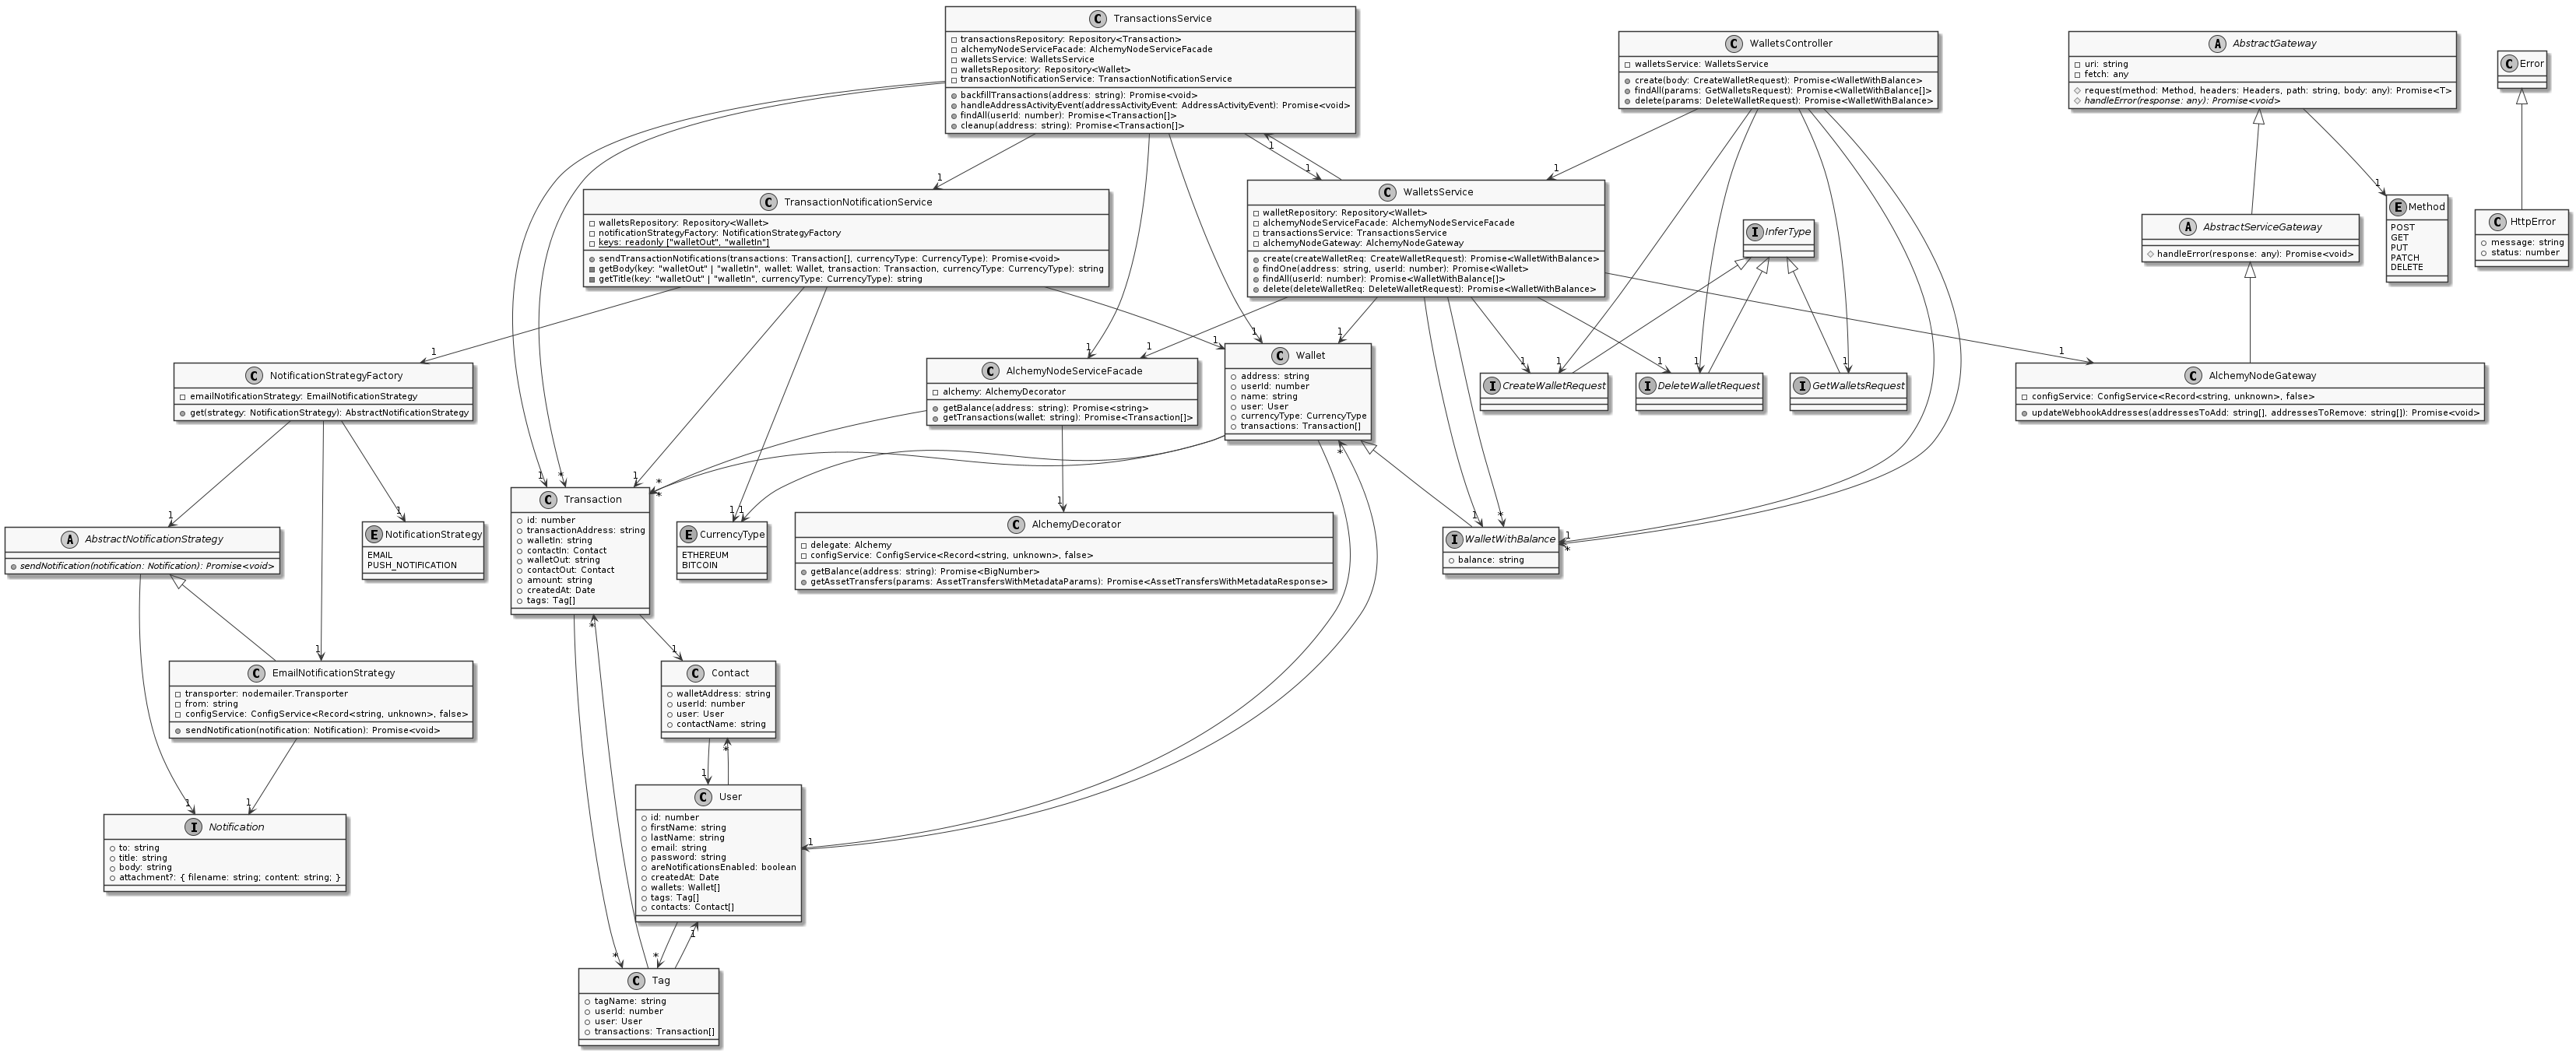 C TransactionsService
transactionsRepository: Repository<Transaction>
alchemyNodeServiceFacade: AlchemyNodeServiceFacade
walletsService: WalletsService
walletsRepository: Repository<Wallet>
transactionNotificationService: TransactionNotificationService
backfillTransactions(address: string): Promise<void>
handleAddressActivityEvent(addressActivityEvent: AddressActivityEvent): Promise<void>
findAll(userId: number): Promise<Transaction[]>
cleanup(address: string): Promise<Transaction[]>
C WalletsController
walletsService: WalletsService
create(body: CreateWalletRequest): Promise<WalletWithBalance>
findAll(params: GetWalletsRequest): Promise<WalletWithBalance[]>
delete(params: DeleteWalletRequest): Promise<WalletWithBalance>
A AbstractGateway
uri: string
fetch: any
request(method: Method, headers: Headers, path: string, body: any): Promise<T>
handleError(response: any): Promise<void>
C Error
1
1
1
1
1
C TransactionNotificationService
walletsRepository: Repository<Wallet>
notificationStrategyFactory: NotificationStrategyFactory
keys: readonly ["walletOut", "walletIn"]
sendTransactionNotifications(transactions: Transaction[], currencyType: CurrencyType): Promise<void>
getBody(key: "walletOut" | "walletIn", wallet: Wallet, transaction: Transaction, currencyType: CurrencyType): string
getTitle(key: "walletOut" | "walletIn", currencyType: CurrencyType): string
C WalletsService
walletRepository: Repository<Wallet>
alchemyNodeServiceFacade: AlchemyNodeServiceFacade
transactionsService: TransactionsService
alchemyNodeGateway: AlchemyNodeGateway
create(createWalletReq: CreateWalletRequest): Promise<WalletWithBalance>
findOne(address: string, userId: number): Promise<Wallet>
findAll(userId: number): Promise<WalletWithBalance[]>
delete(deleteWalletReq: DeleteWalletRequest): Promise<WalletWithBalance>
I InferType
A AbstractServiceGateway
handleError(response: any): Promise<void>
E Method
POST
GET
PUT
PATCH
DELETE
C HttpError
message: string
status: number
1
1
1
1
1
1
1
1
1
1
1
C NotificationStrategyFactory
emailNotificationStrategy: EmailNotificationStrategy
get(strategy: NotificationStrategy): AbstractNotificationStrategy
C AlchemyNodeServiceFacade
alchemy: AlchemyDecorator
getBalance(address: string): Promise<string>
getTransactions(wallet: string): Promise<Transaction[]>
C Wallet
address: string
userId: number
name: string
user: User
currencyType: CurrencyType
transactions: Transaction[]
I CreateWalletRequest
I DeleteWalletRequest
I GetWalletsRequest
C AlchemyNodeGateway
configService: ConfigService<Record<string, unknown>, false>
updateWebhookAddresses(addressesToAdd: string[], addressesToRemove: string[]): Promise<void>
*
1
*
1
*
*
1
1
1
1
1
1
*
1
*
A AbstractNotificationStrategy
sendNotification(notification: Notification): Promise<void>
E NotificationStrategy
EMAIL
PUSH_NOTIFICATION
C Transaction
id: number
transactionAddress: string
walletIn: string
contactIn: Contact
walletOut: string
contactOut: Contact
amount: string
createdAt: Date
tags: Tag[]
E CurrencyType
ETHEREUM
BITCOIN
C AlchemyDecorator
delegate: Alchemy
configService: ConfigService<Record<string, unknown>, false>
getBalance(address: string): Promise<BigNumber>
getAssetTransfers(params: AssetTransfersWithMetadataParams): Promise<AssetTransfersWithMetadataResponse>
I WalletWithBalance
balance: string
*
1
1
C EmailNotificationStrategy
transporter: nodemailer.Transporter
from: string
configService: ConfigService<Record<string, unknown>, false>
sendNotification(notification: Notification): Promise<void>
C Contact
walletAddress: string
userId: number
user: User
contactName: string
*
1
1
1
I Notification
to: string
title: string
body: string
attachment?: { filename: string; content: string; }
C User
id: number
firstName: string
lastName: string
email: string
password: string
areNotificationsEnabled: boolean
createdAt: Date
wallets: Wallet[]
tags: Tag[]
contacts: Contact[]
1
1
*
*
C Tag
tagName: string
userId: number
user: User
transactions: Transaction[]